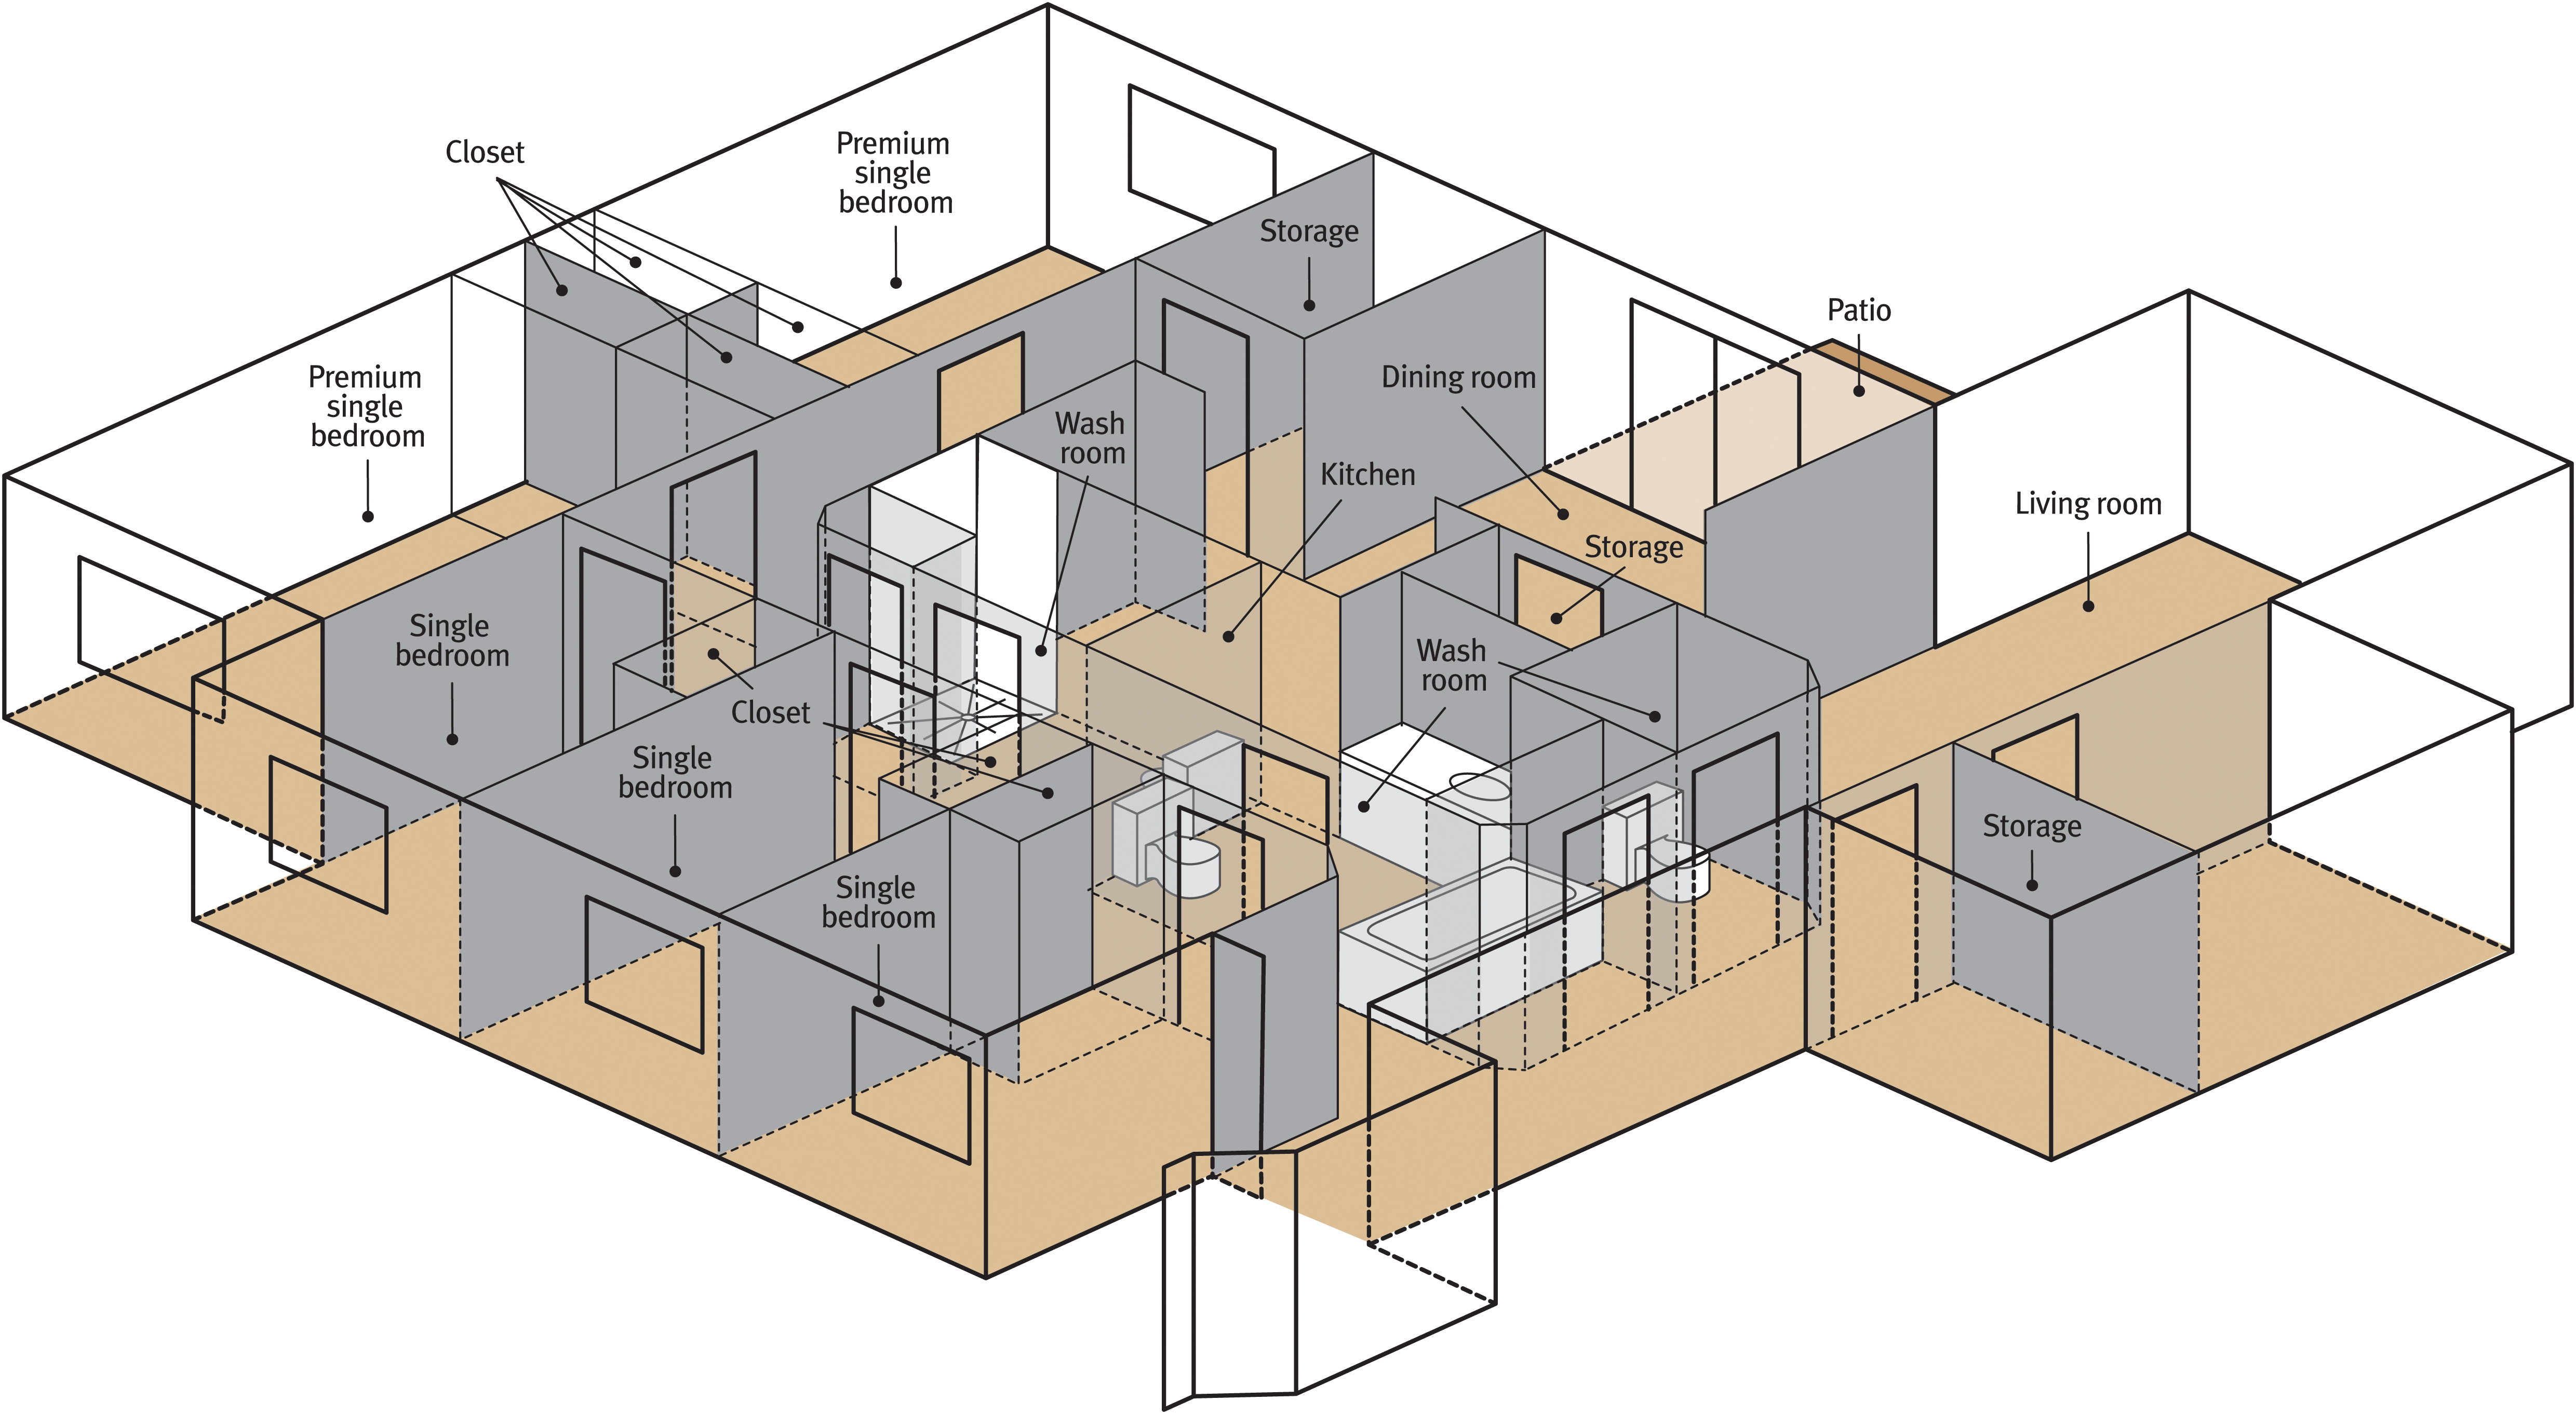 Closet
Premium
single
bedroom
Storage
Patio
Premium
single
bedroom
Dining room
Wash
room
Kitchen
Living room
Storage
Single
bedroom
Wash
room
Closet
Single
bedroom
Storage
Single
bedroom